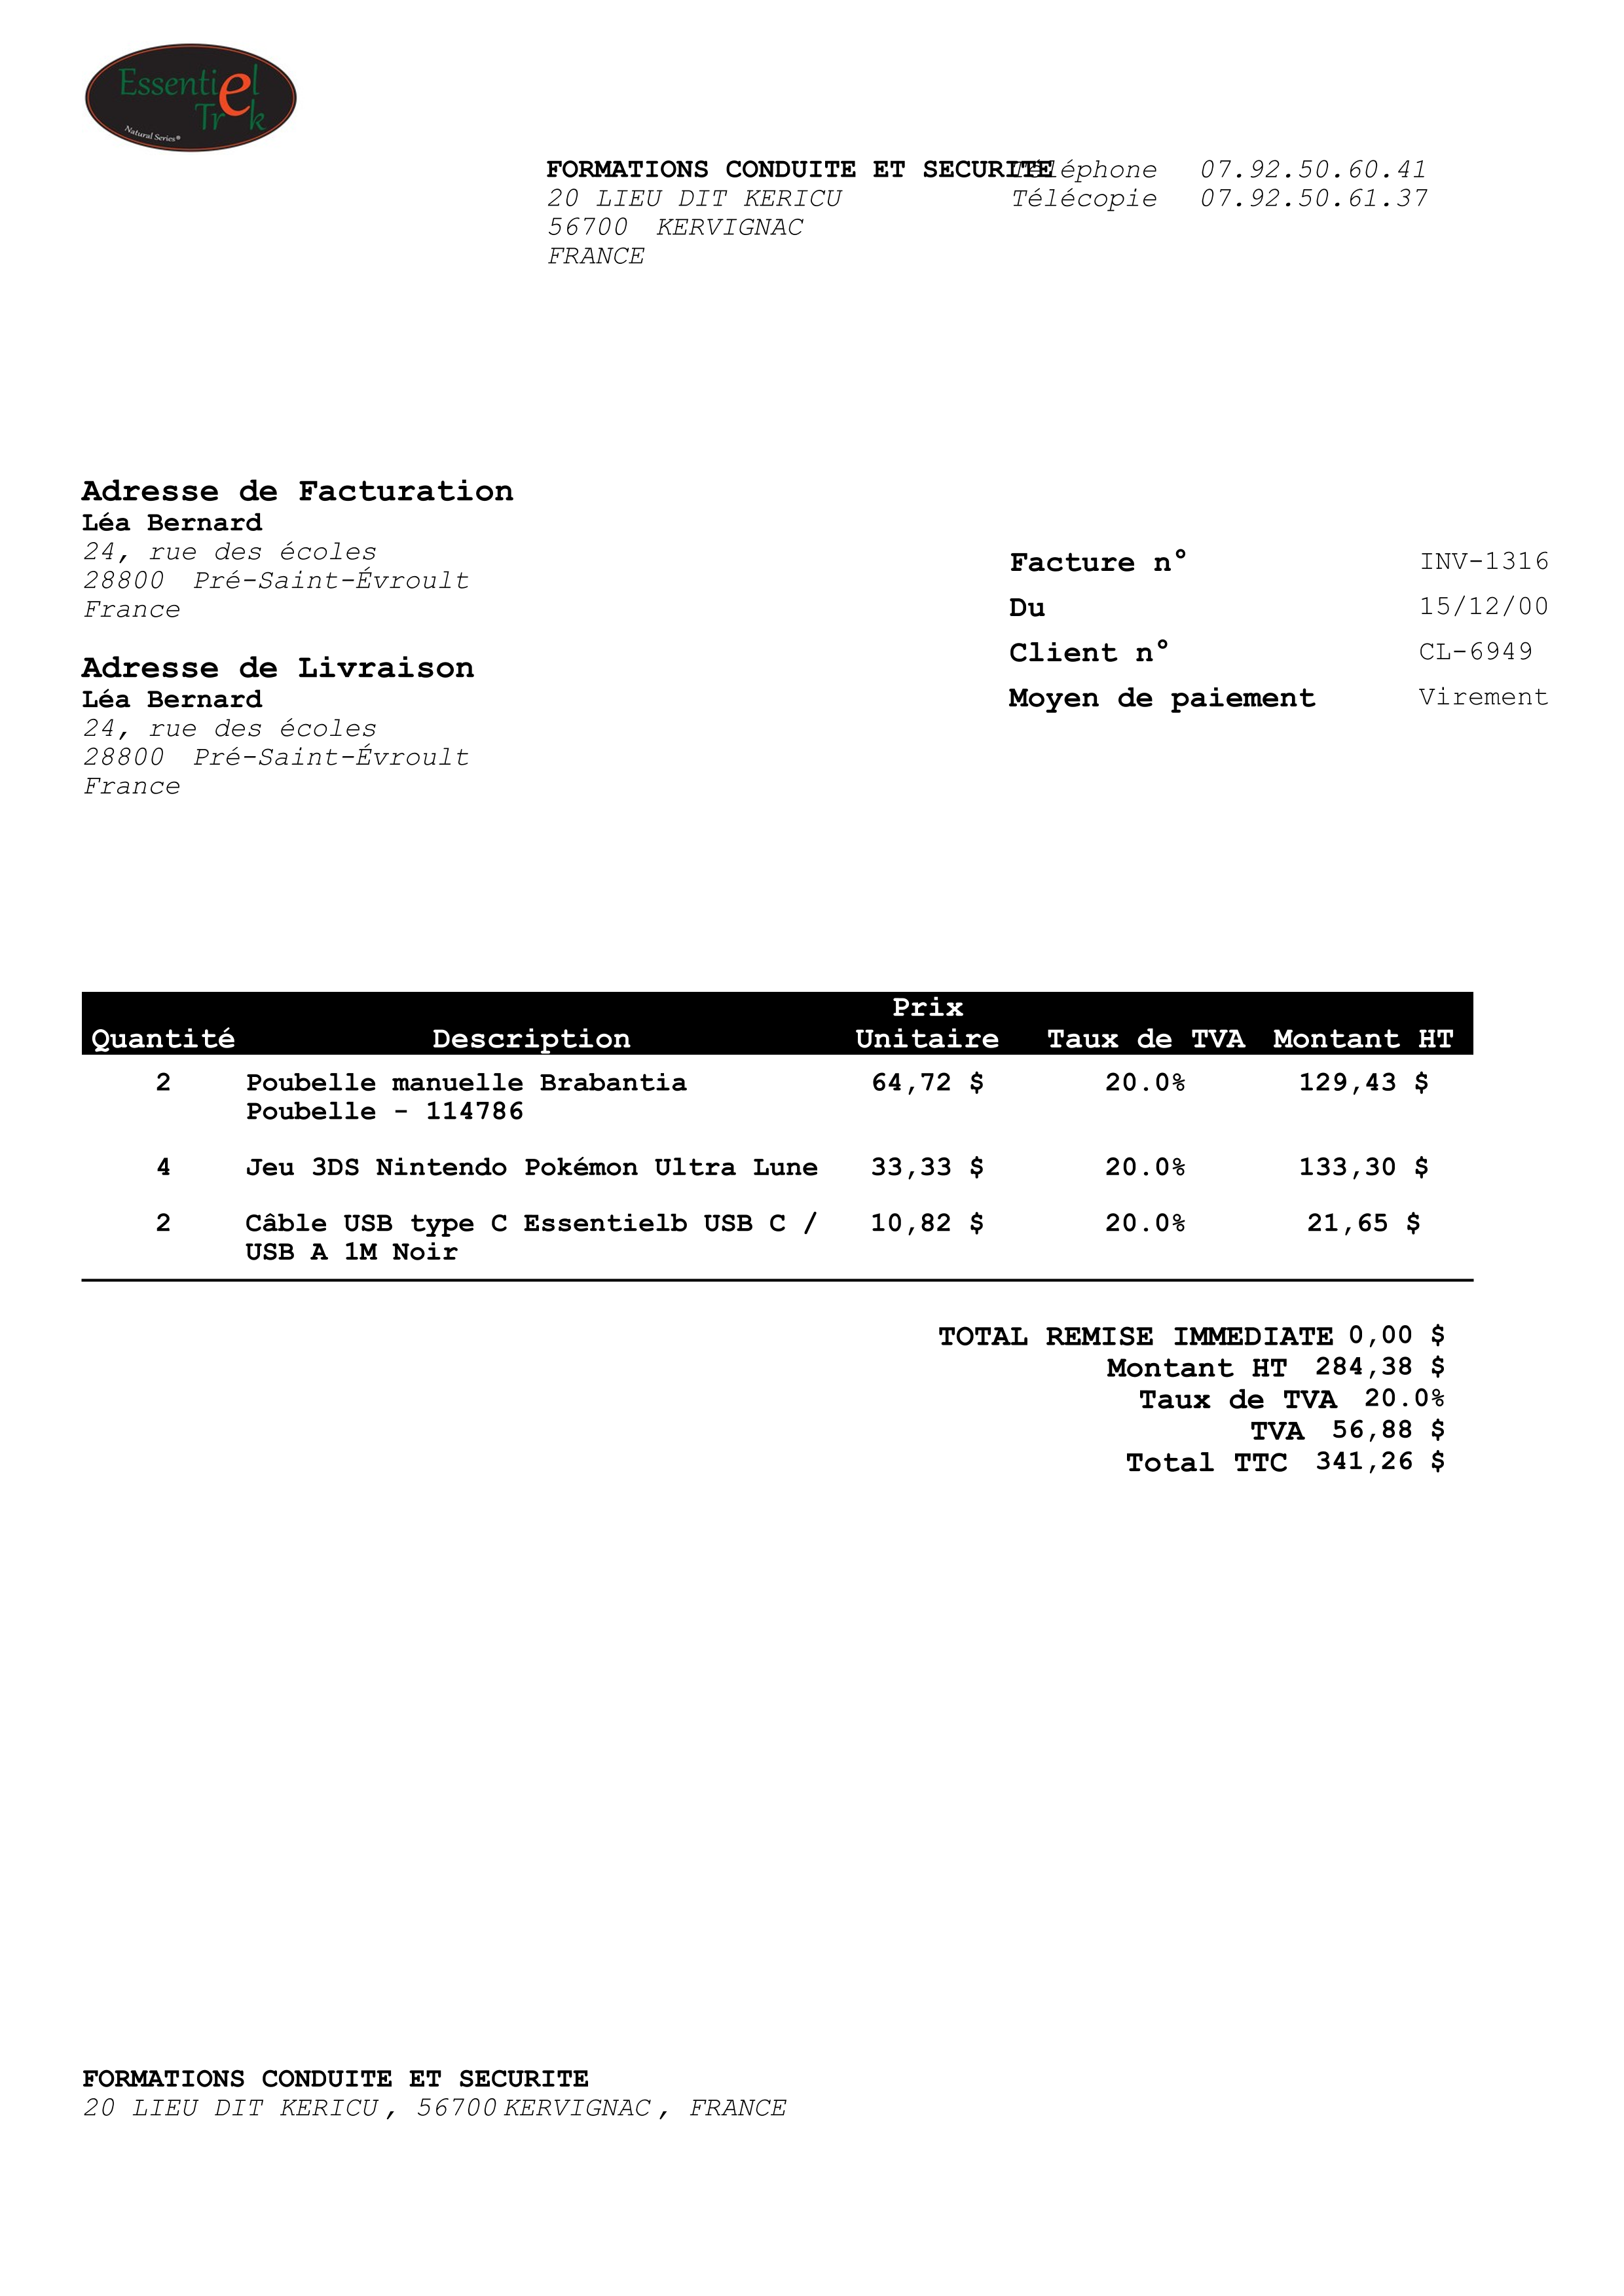 Essentiel
Trek
Natural Series®
FORMATIONS CONDUITE ET SECURITE
Téléphone 07.92.50.60.41
20 LIEU DIT KERICU
Télécopie 07.92.50.61.37
56700 KERVIGNAC
FRANCE
Adresse de Facturation
Léa Bernard
24, rue des écoles
28800 Pré-Saint-Évroult
France
Facture n° INV-1316
Du 15/12/00
Client n° CL-6949
Moyen de paiement Virement
Adresse de Livraison
Léa Bernard
24, rue des écoles
28800 Pré-Saint-Évroult
France
Quantité Description Prix Unitaire Taux de TVA Montant HT
2 Poubelle manuelle Brabantia 64,72 $ 20.0% 129,43 $
Poubelle - 114786
4 Jeu 3DS Nintendo Pokémon Ultra Lune 33,33 $ 20.0% 133,30 $
2 Câble USB type C Essentielb USB C / 10,82 $ 20.0% 21,65 $
USB A 1M Noir
TOTAL REMISE IMMEDIATE 0,00 $
Montant HT 284,38 $
Taux de TVA 20.0%
TVA 56,88 $
Total TTC 341,26 $
FORMATIONS CONDUITE ET SECURITE
20 LIEU DIT KERICU , 56700 KERVIGNAC , FRANCE